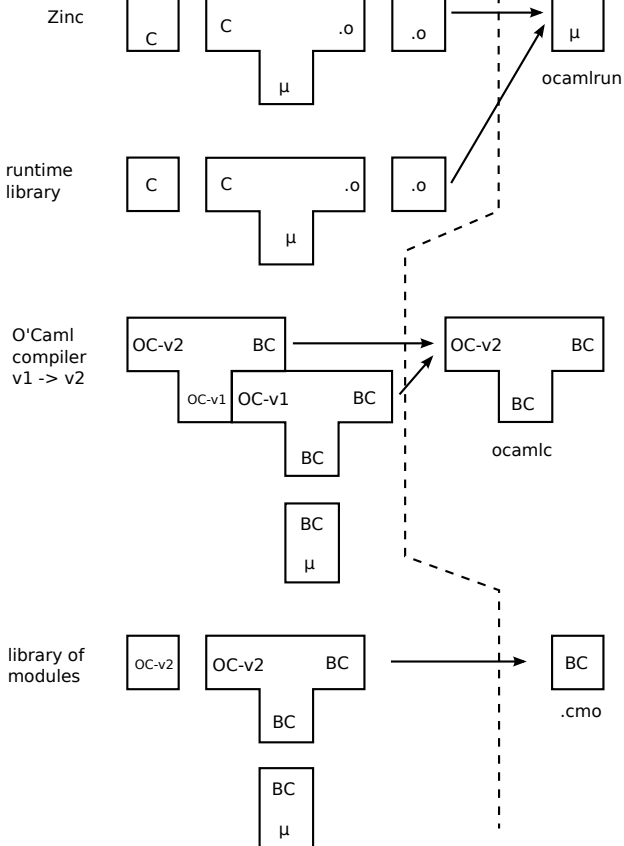 Zinc
C
C .o
.o
µ
µ
ocamlrun
runtime
library
C
C .o
.o
µ
O'Caml
compiler
v1 -> v2
OC-v2 BC
OC-v2 BC
OC-v1
OC-v1 BC
BC
BC
ocamlc
BC
µ
library of
modules
OC-v2
OC-v2 BC
BC
BC
.cmo
BC
µ